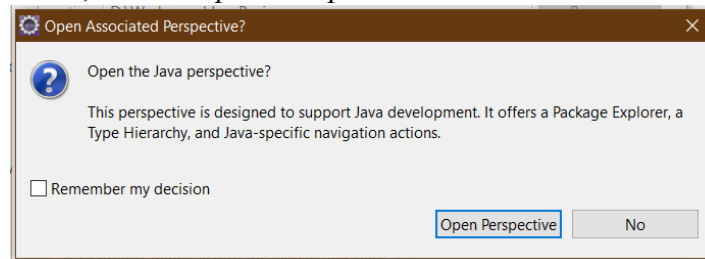 Open Associated Perspective?
Open the Java perspective?
This perspective is designed to support Java development. It offers a Package Explorer, a
Type Hierarchy, and Java-specific navigation actions.
Remember my decision
Open Perspective
No